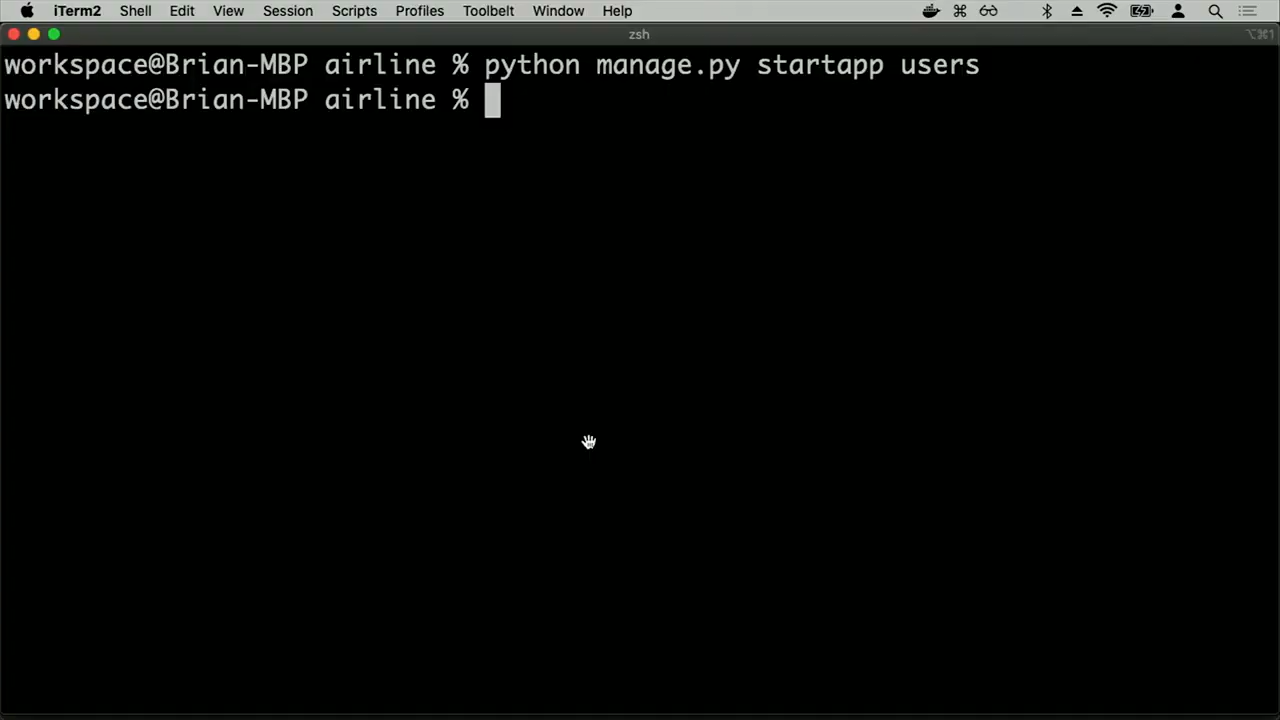 iTerm2 Shell Edit View Session Scripts Profiles Toolbelt Window Help
zsh
⌥⌘1
workspace@Brian-MBP airline % python manage.py startapp users
workspace@Brian-MBP airline %